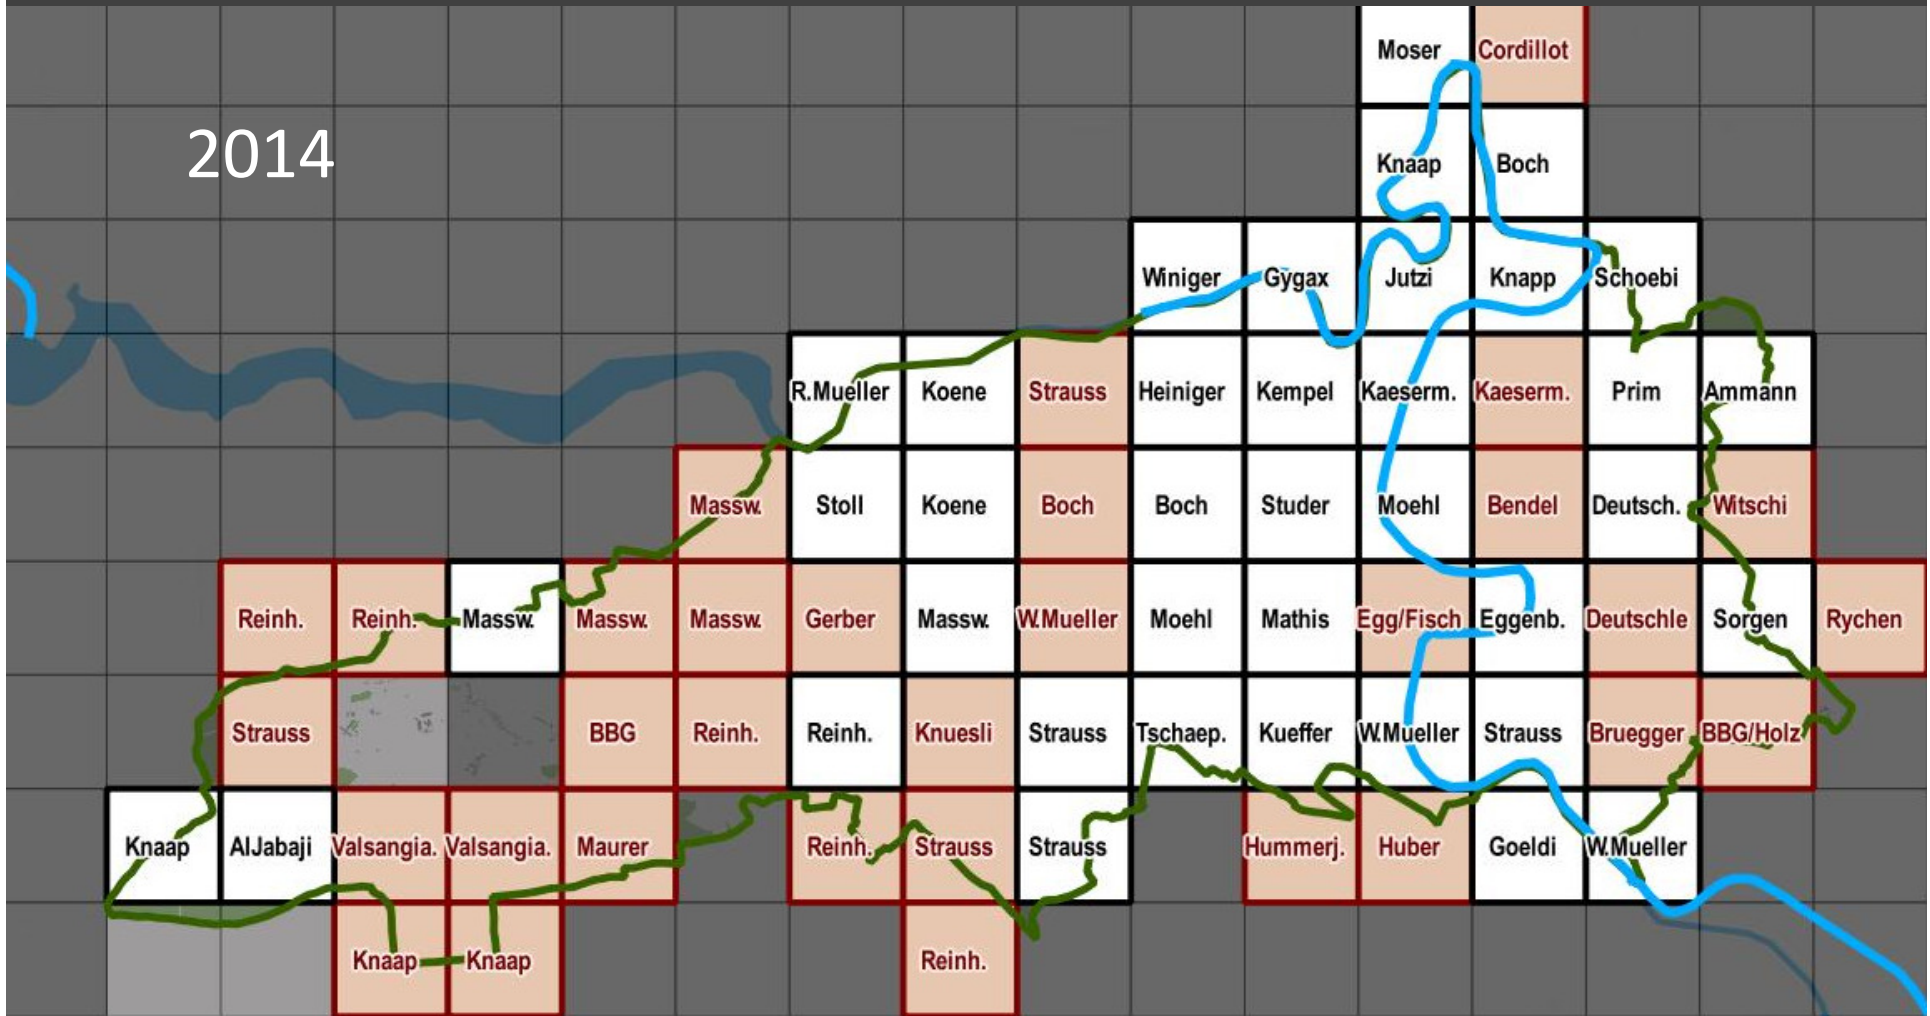 Moser Cordillot
2014
Knaap Boch
Winiger Gygax Jutzi Knapp Schoebi
R.Mueller Koene Strauss Heiniger Kempel Kaeserm. Kaeserm. Prim Ammann
Massw. Stoll Koene Boch Boch Studer Moehl Bendel Deutsch. Witschi
Reinh. Reinh. Massw. Massw. Massw. Gerber Massw. W.Mueller Moehl Mathis Egg/Fisch Eggenb. Deutschle Sorgen Rychen
Strauss BBG Reinh. Reinh. Knuesli Strauss Tschaep. Kueffer W.Mueller Strauss Bruegger BBG/Holz
Knaap AlJabaji Valsangia. Valsangia. Maurer Reinh. Strauss Strauss Hummerj. Huber Goeldi W.Mueller
Knaap Knaap Reinh.